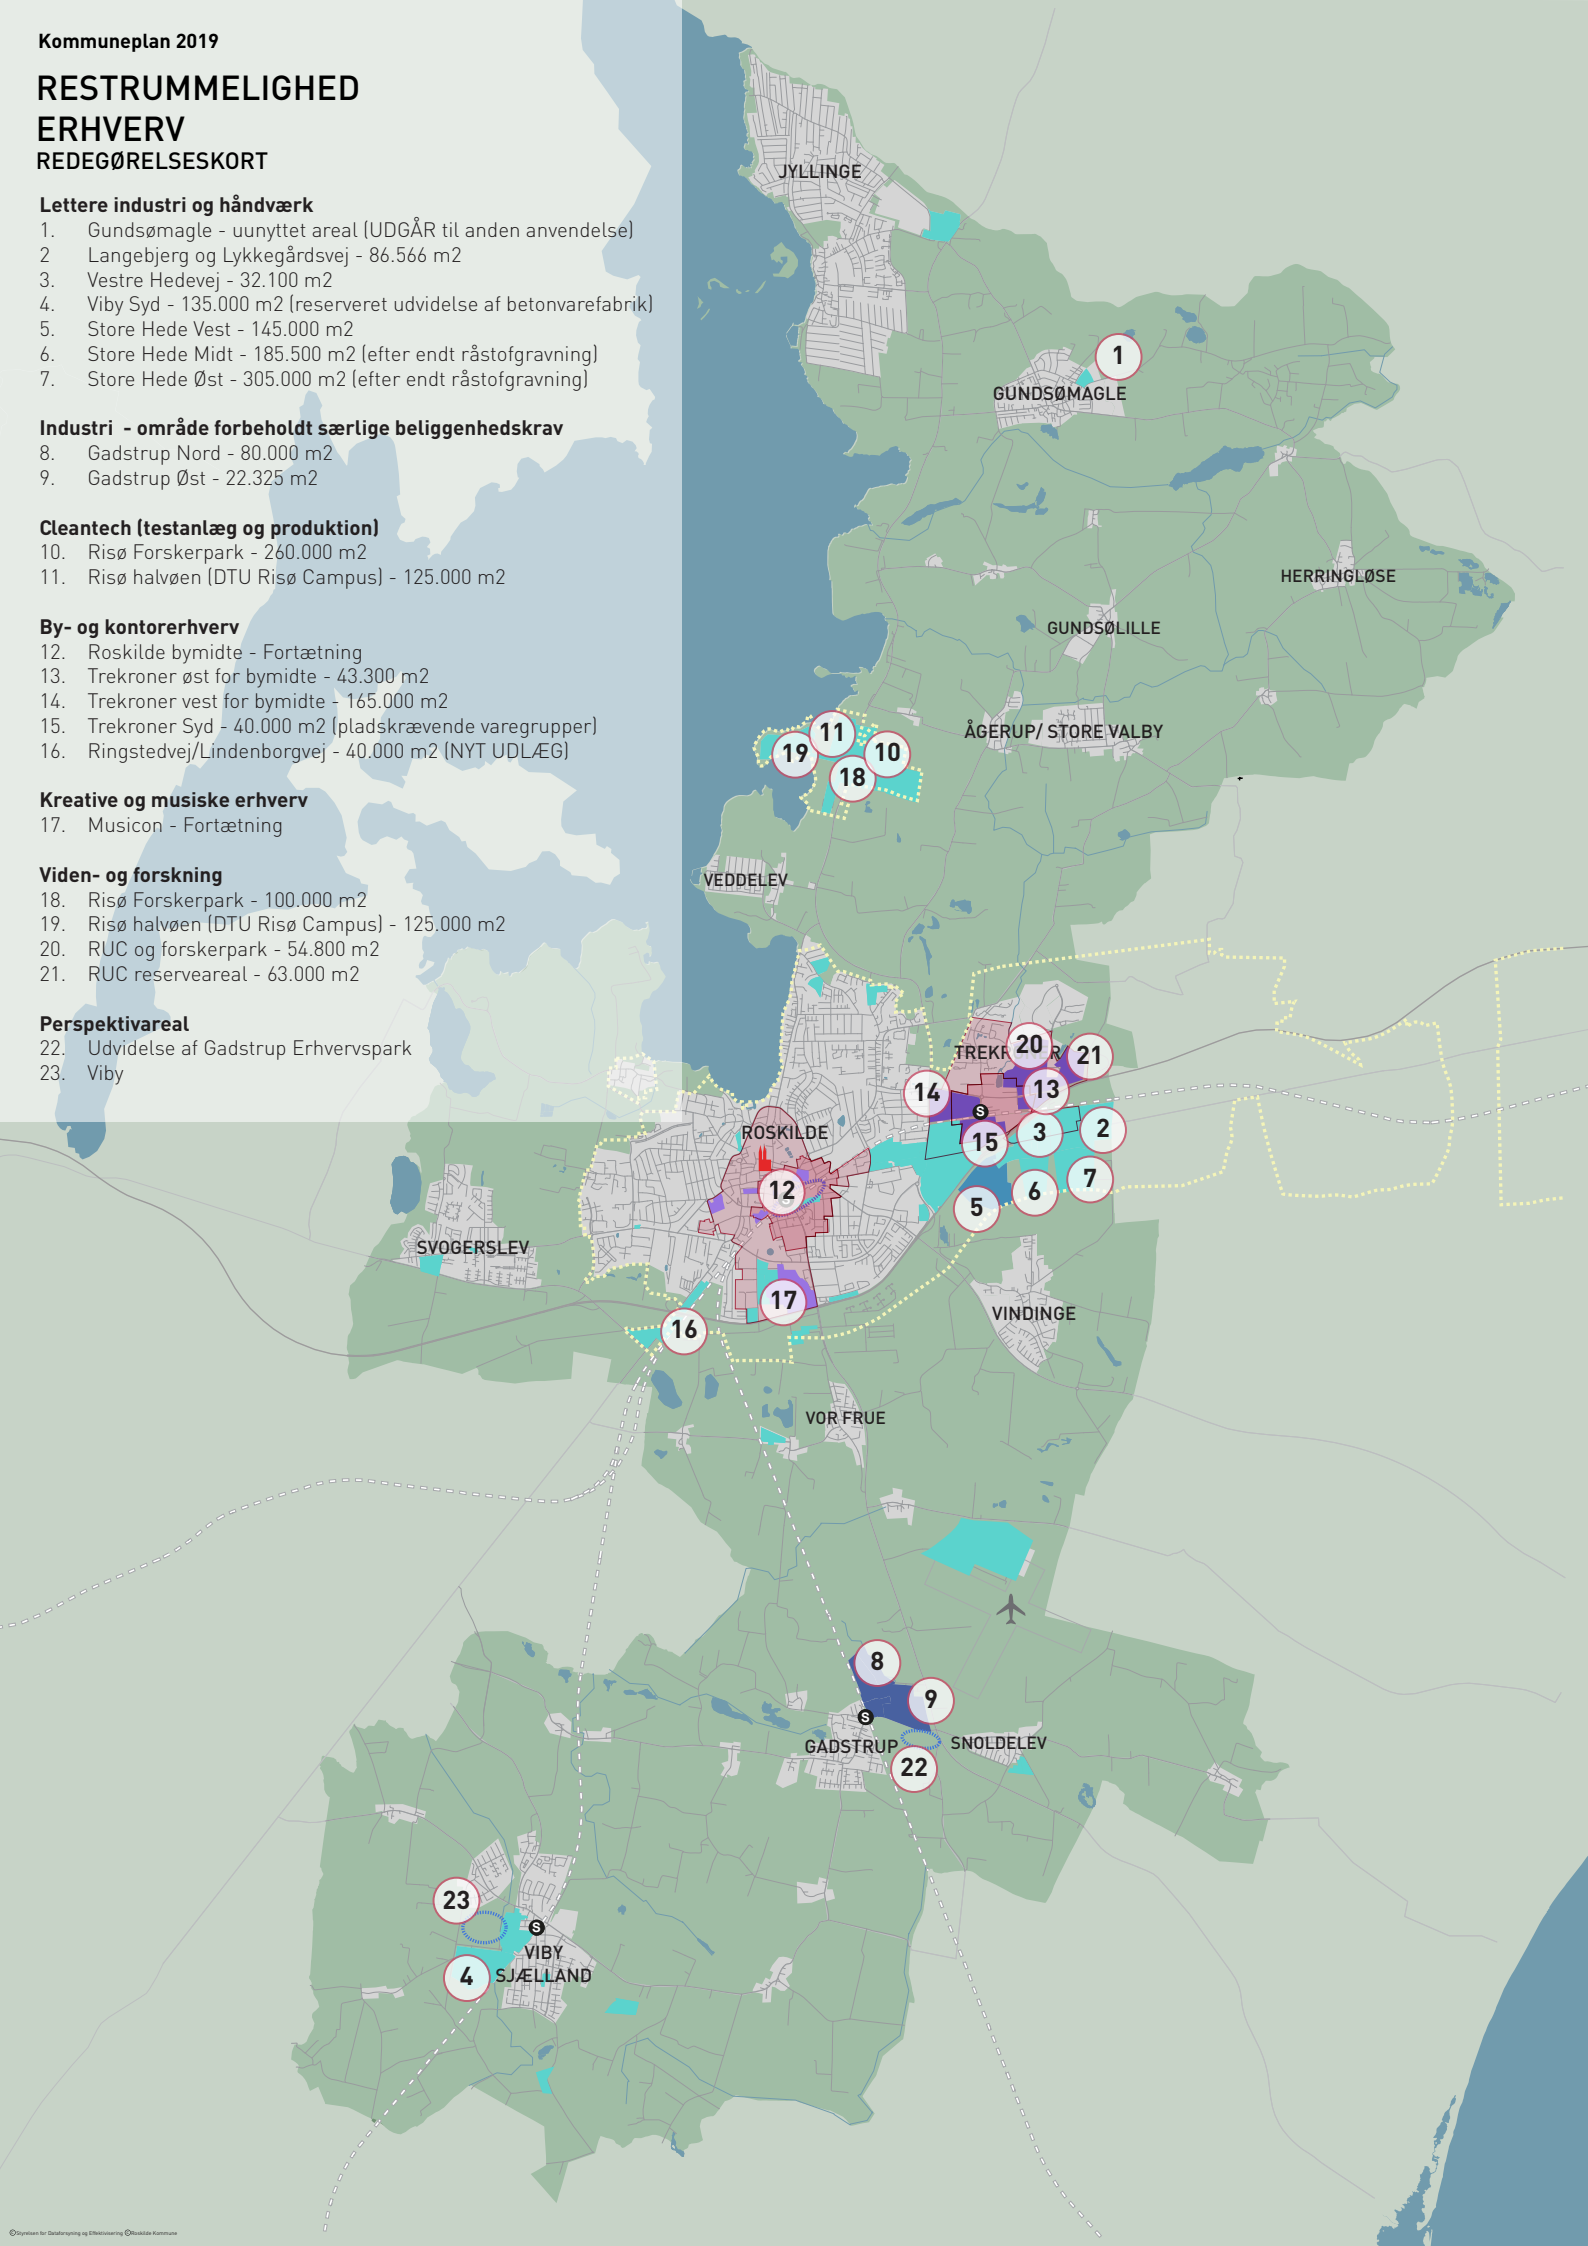 Kommuneplan 2019
RESTRUMMELIGHED
ERHVERV
REDEGØRELSESKORT
Lettere industri og håndværk
1. Gundsømagle - uunyttet areal (UDGÅR til anden anvendelse)
2 Langebjerg og Lykkegårdsvej - 86.566 m2
3. Vestre Hedevej - 32.100 m2
4. Viby Syd - 135.000 m2 (reserveret udvidelse af betonvarefabrik)
5. Store Hede Vest - 145.000 m2
6. Store Hede Midt - 185.500 m2 (efter endt råstofgravning)
7. Store Hede Øst - 305.000 m2 (efter endt råstofgravning)
Industri - område forbeholdt særlige beliggenhedskrav
8. Gadstrup Nord - 80.000 m2
9. Gadstrup Øst - 22.325 m2
Cleantech (testanlæg og produktion)
10. Risø Forskerpark - 260.000 m2
11. Risø halvøen (DTU Risø Campus) - 125.000 m2
By- og kontorerhverv
12. Roskilde bymidte - Fortætning
13. Trekroner øst for bymidte - 43.300 m2
14. Trekroner vest for bymidte - 165.000 m2
15. Trekroner Syd - 40.000 m2 (pladskrævende varegrupper)
16. Ringstedvej/Lindenborgvej - 40.000 m2 (NYT UDLÆG)
Kreative og musiske erhverv
17. Musicon - Fortætning
Viden- og forskning
18. Risø Forskerpark - 100.000 m2
19. Risø halvøen (DTU Risø Campus) - 125.000 m2
20. RUC og forskerpark - 54.800 m2
21. RUC reserveareal - 63.000 m2
Perspektivareal
22. Udvidelse af Gadstrup Erhvervspark
23. Viby
JYLLINGE
1
GUNDSØMAGLE
HERRINGLØSE
GUNDSØLILLE
ÅGERUP/ STORE VALBY
11
19
10
18
VEDDELEV
20
TREKRONER
21
14
13
S
2
3
15
ROSKILDE
7
12
6
5
SVOGERSLEV
17
VINDINGE
16
VOR FRUE
8
9
S
GADSTRUP
SNOLDELEV
22
23
S
VIBY
4
SJÆLLAND
©Styrelsen for Dataforsyning og Effektivisering ©Roskilde Kommune